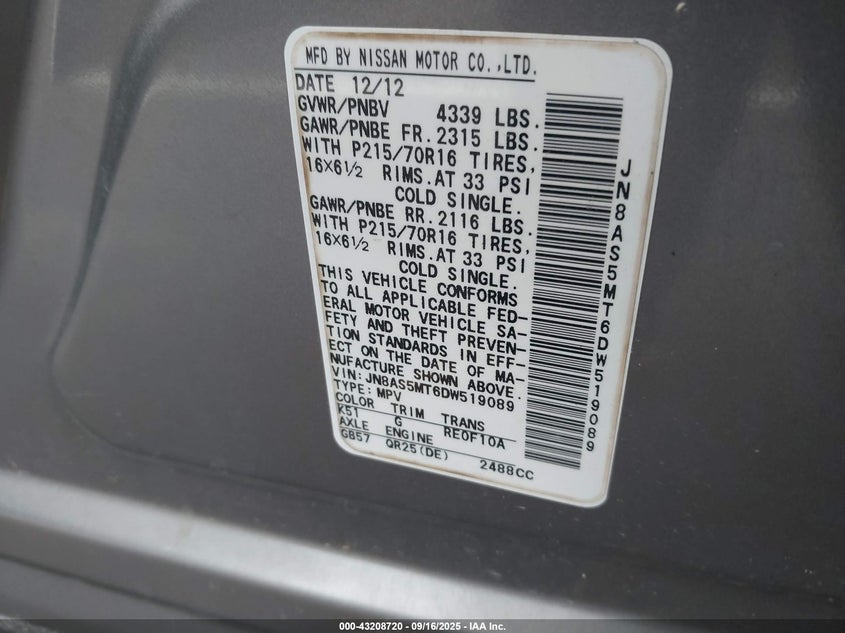 MFD BY NISSAN MOTOR CO.,LTD.
DATE 12/12
GVWR/PNBV 4339 LBS.
GAWR/PNBE FR. 2315 LBS.
WITH P215/70R16 TIRES,
16X6½ RIMS.AT 33 PSI
COLD SINGLE.
GAWR/PNBE RR. 2116 LBS.
WITH P215/70R16 TIRES,
16X6½ RIMS.AT 33 PSI
COLD SINGLE.
THIS VEHICLE CONFORMS
TO ALL APPLICABLE FED-
ERAL MOTOR VEHICLE SA-
FETY AND THEFT PREVEN-
TION STANDARDS IN EFF-
ECT ON THE DATE OF MA-
NUFACTURE SHOWN ABOVE.
VIN: JN8AS5MT6DW519089
TYPE: MPV
COLOR TRIM TRANS
K51 G RE0F10A
AXLE ENGINE
GB57 QR25(DE) 2488CC
JN8AS5MT6DW519089
000-43208720 - 09/16/2025 - IAA Inc.